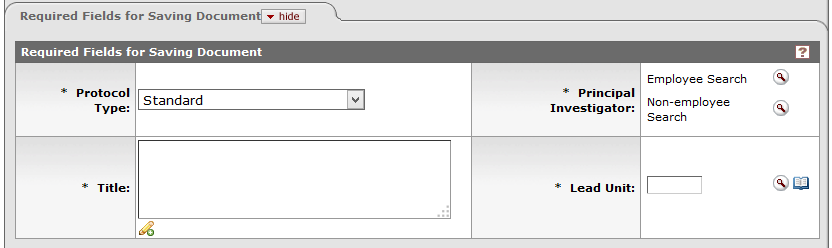 Required Fields for Saving Document hide
Required Fields for Saving Document ?
* Protocol
Type:
Standard
* Principal
Investigator:
Employee Search
Non-employee
Search
* Title:
* Lead Unit: